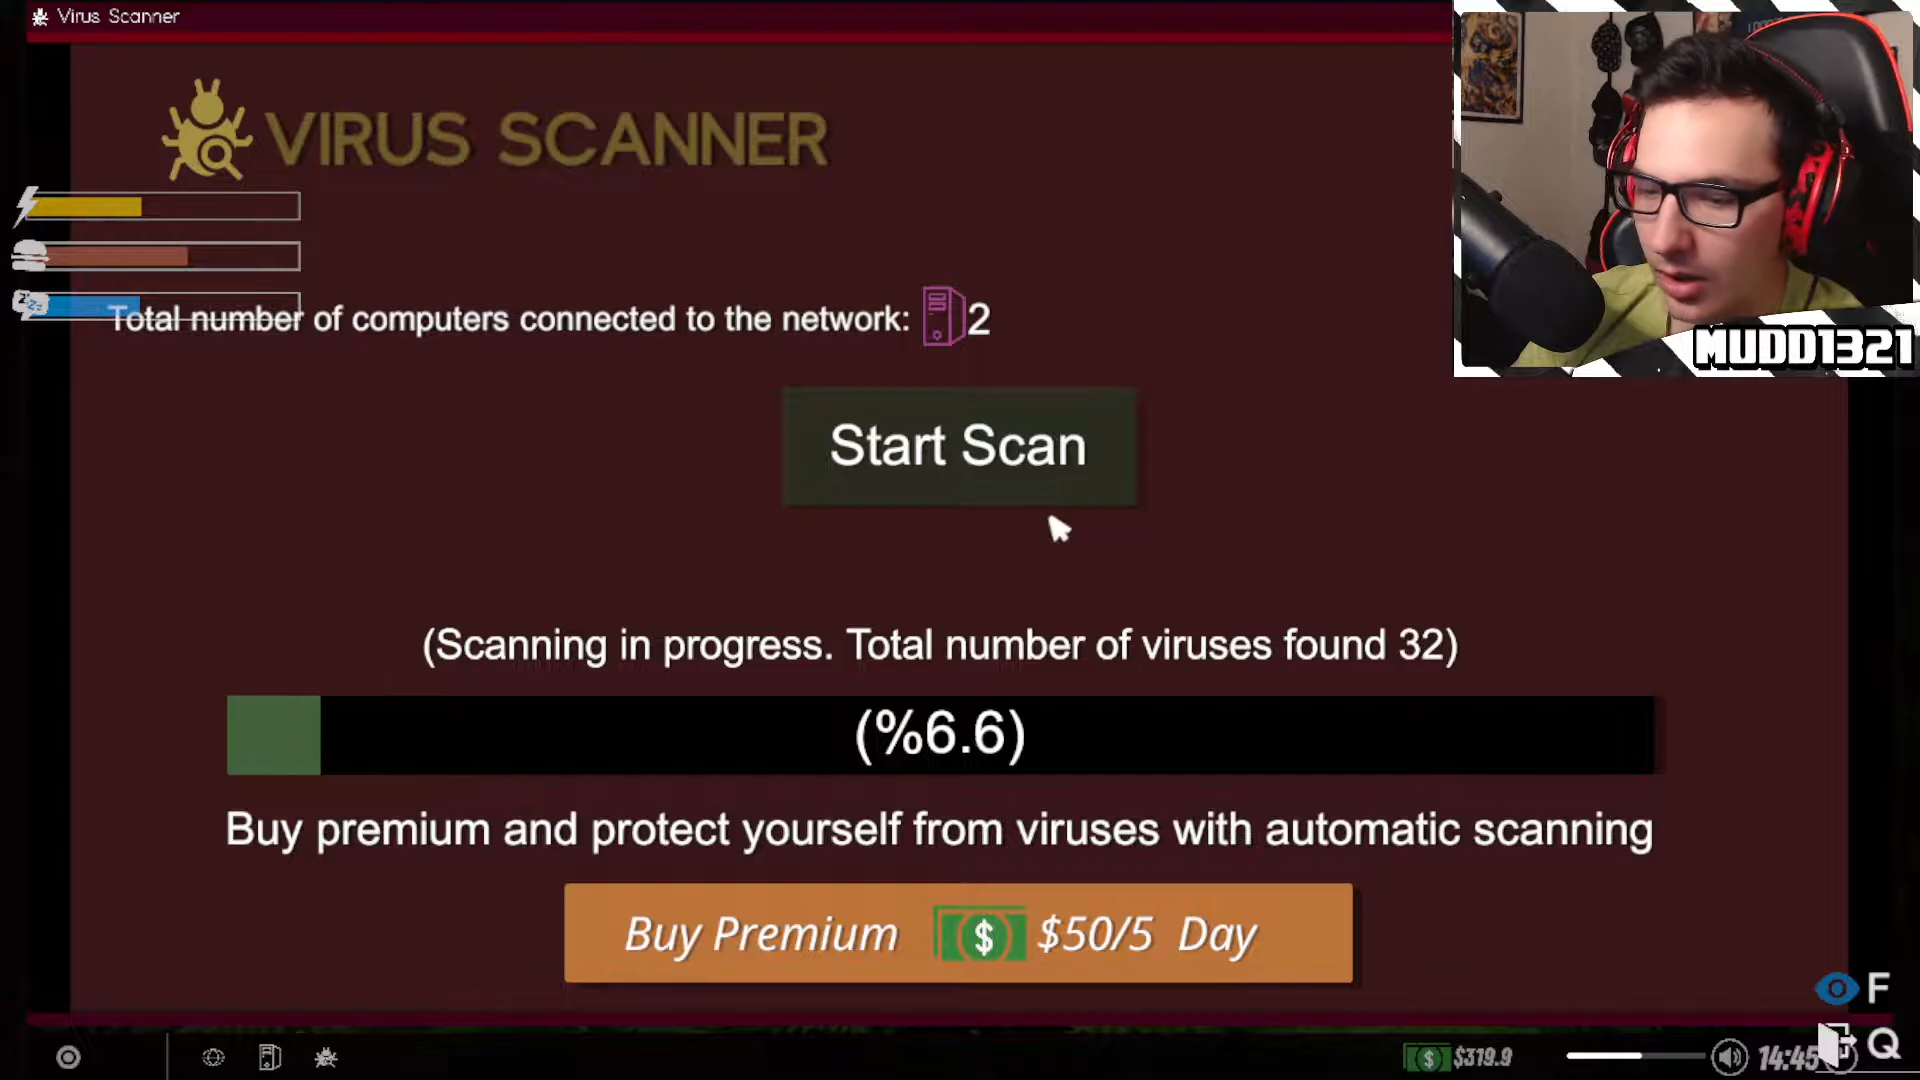 Virus Scanner
VIRUS SCANNER
Total number of computers connected to the network: 2
MUDD1321
Start Scan
(Scanning in progress. Total number of viruses found 32)
(%6.6)
Buy premium and protect yourself from viruses with automatic scanning
Buy Premium $ $50/5 Day
F
$ $319.9
14:45
Q